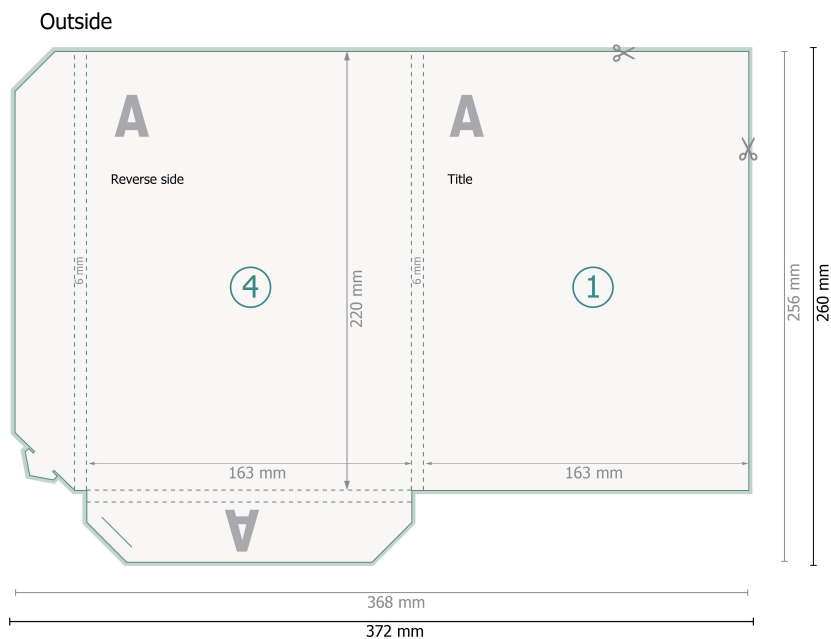 Outside
A
A
Reverse side
Title
6 mm
6 mm
4
1
220 mm
256 mm
260 mm
163 mm
163 mm
A
368 mm
372 mm